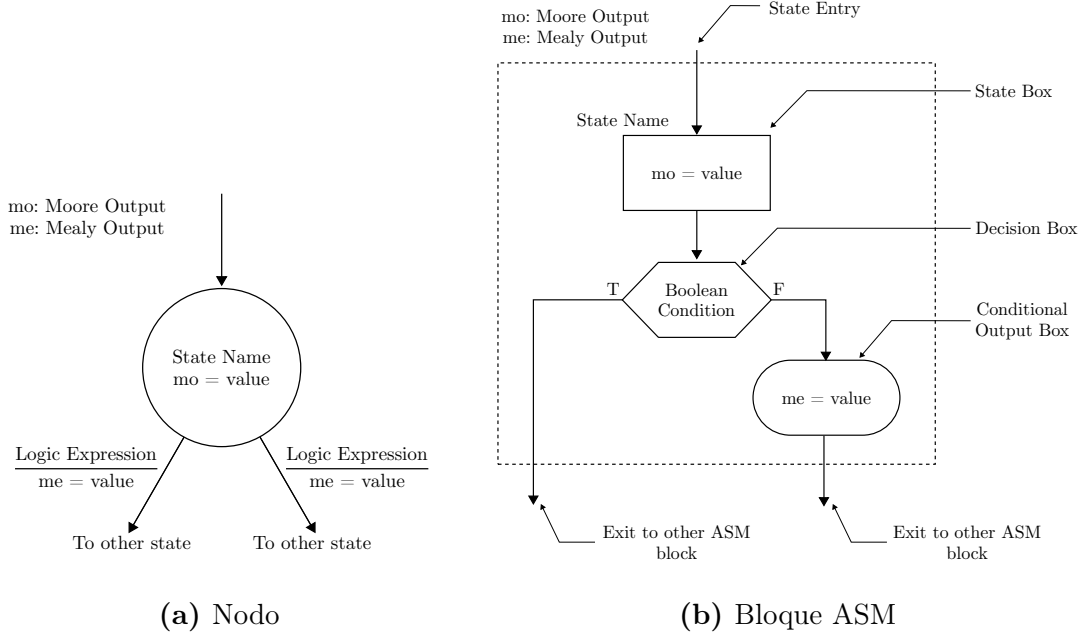 mo: Moore Output
me: Mealy Output
State Name
mo = value
Logic Expression
me = value
Logic Expression
me = value
To other state
To other state
(a) Nodo
mo: Moore Output
me: Mealy Output
State Entry
State Box
State Name
mo = value
Decision Box
T
Boolean
Condition
F
Conditional
Output Box
me = value
Exit to other ASM
block
Exit to other ASM
block
(b) Bloque ASM